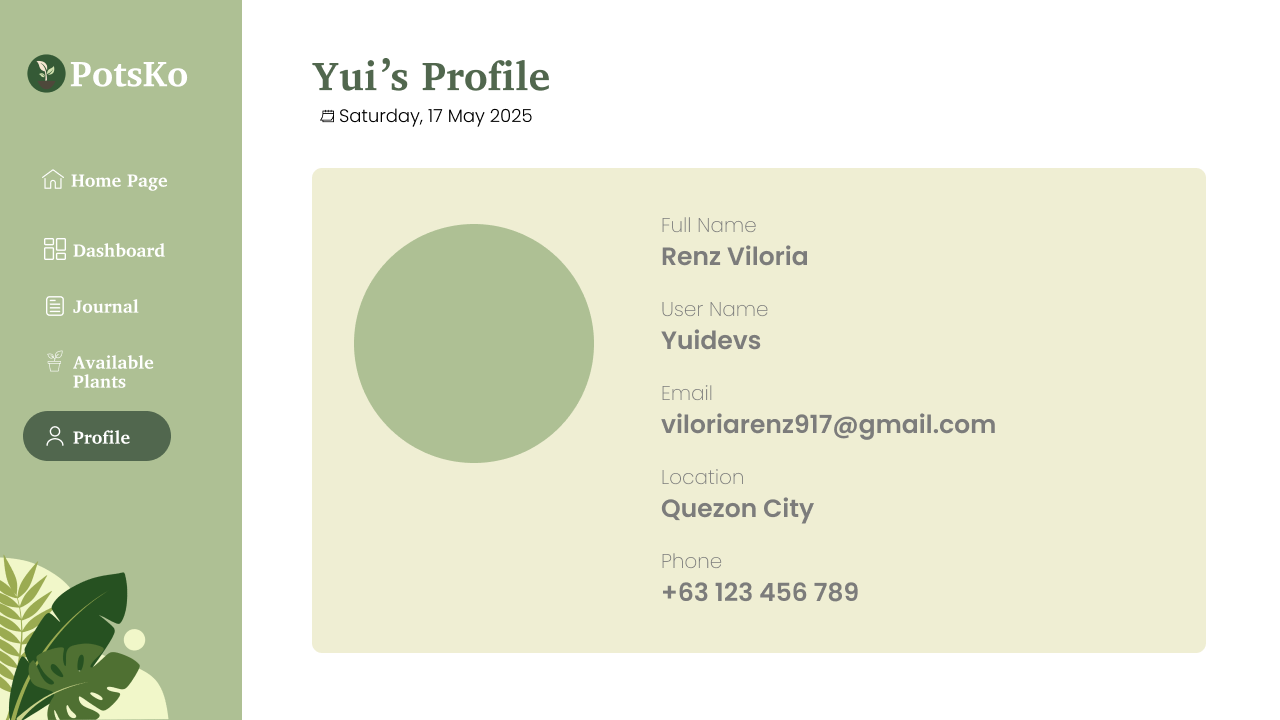 PotsKo
Home Page
Dashboard
Journal
Available
Plants
Profile
Yui’s Profile
Saturday, 17 May 2025
Full Name
Renz Viloria
User Name
Yuidevs
Email
viloriarenz917@gmail.com
Location
Quezon City
Phone
+63 123 456 789